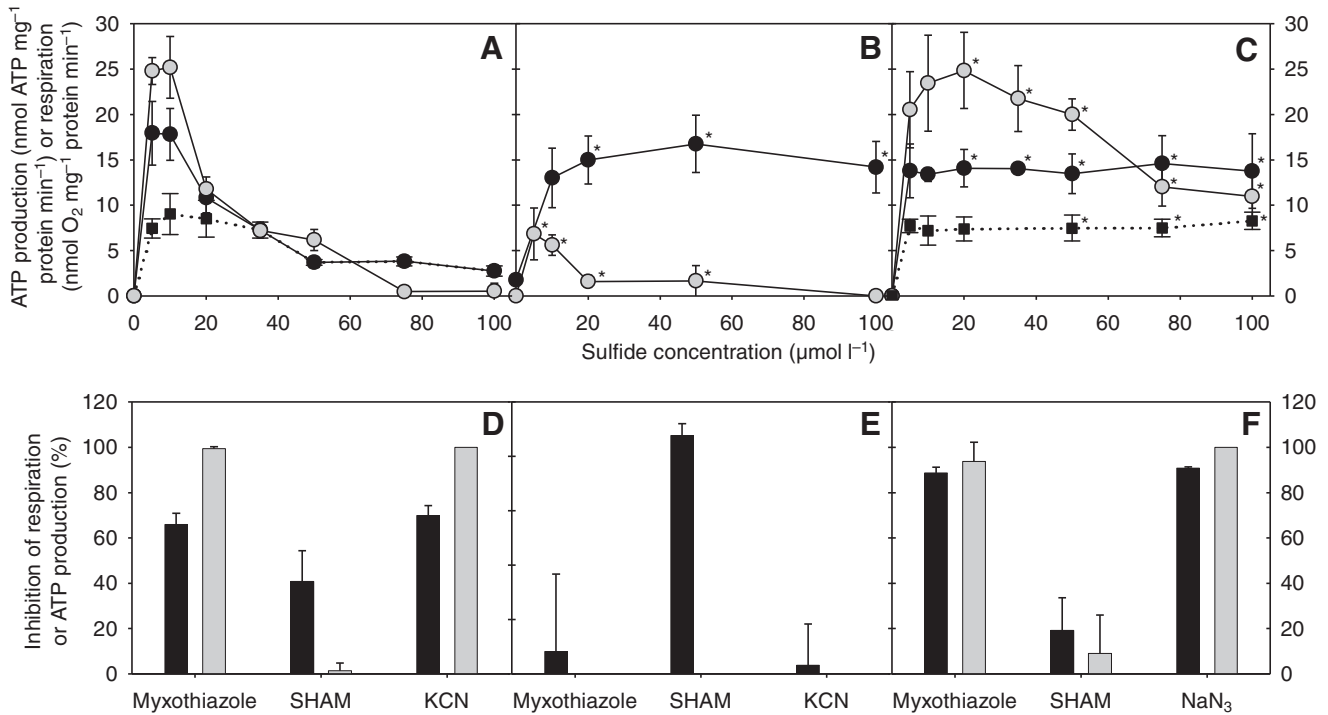 ATP production (nmol ATP mg⁻¹
protein min⁻¹) or respiration
(nmol O₂ mg⁻¹ protein min⁻¹)
30
25
20
15
10
5
0
A
B
C
30
25
20
15
10
5
0
* * * * *
* * * *
* * * * *
* * * * *
* * * * *
0 20 40 60 80 100
20 40 60 80 100
20 40 60 80 100
Sulfide concentration (µmol l⁻¹)
Inhibition of respiration
or ATP production (%)
120
100
80
60
40
20
0
D
E
F
120
100
80
60
40
20
0
Myxothiazole SHAM KCN
Myxothiazole SHAM KCN
Myxothiazole SHAM NaN₃